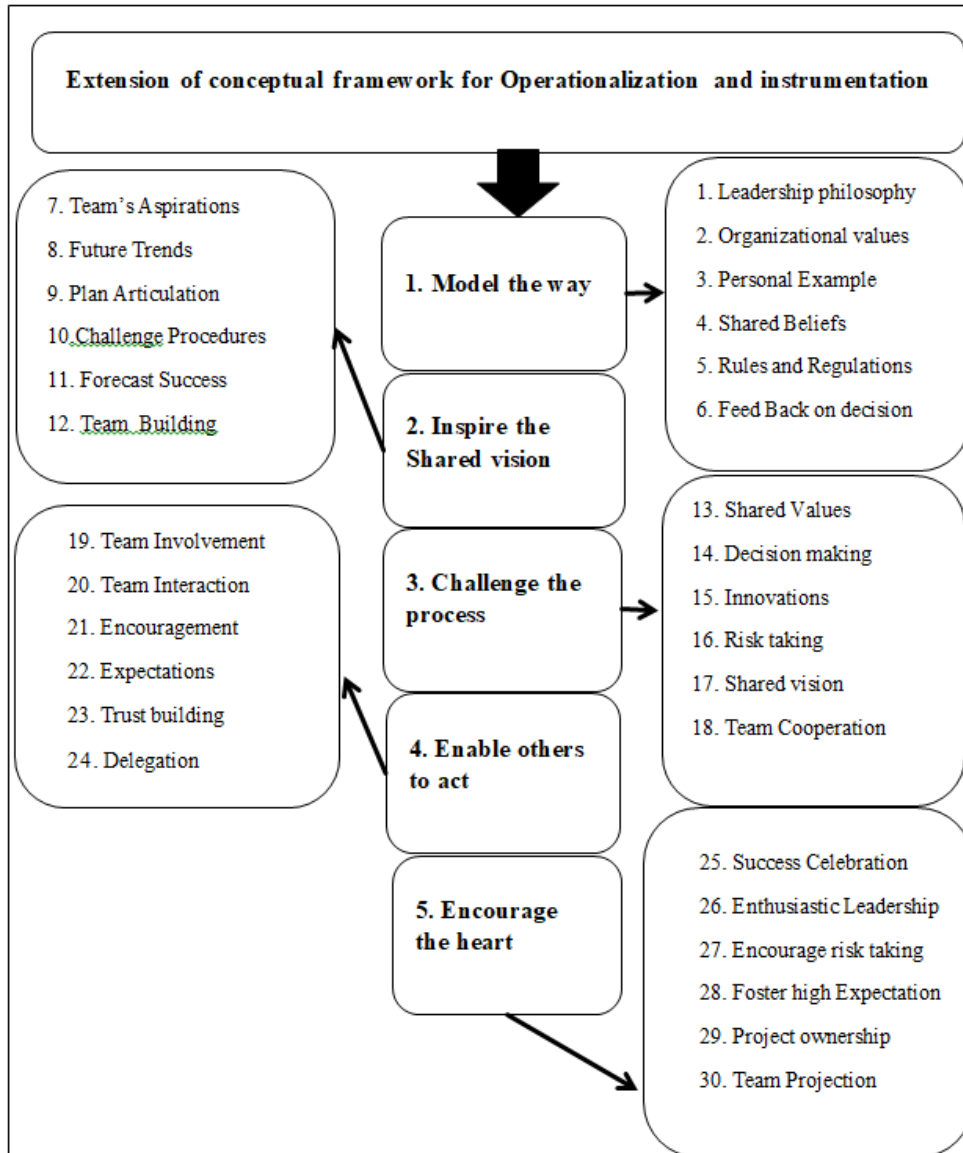 Extension of conceptual framework for Operationalization and instrumentation
1. Model the way
1. Leadership philosophy
2. Organizational values
3. Personal Example
4. Shared Beliefs
5. Rules and Regulations
6. Feed Back on decision
2. Inspire the
Shared vision
7. Team’s Aspirations
8. Future Trends
9. Plan Articulation
10.Challenge Procedures
11. Forecast Success
12. Team Building
3. Challenge the
process
13. Shared Values
14. Decision making
15. Innovations
16. Risk taking
17. Shared vision
18. Team Cooperation
4. Enable others
to act
19. Team Involvement
20. Team Interaction
21. Encouragement
22. Expectations
23. Trust building
24. Delegation
5. Encourage
the heart
25. Success Celebration
26. Enthusiastic Leadership
27. Encourage risk taking
28. Foster high Expectation
29. Project ownership
30. Team Projection